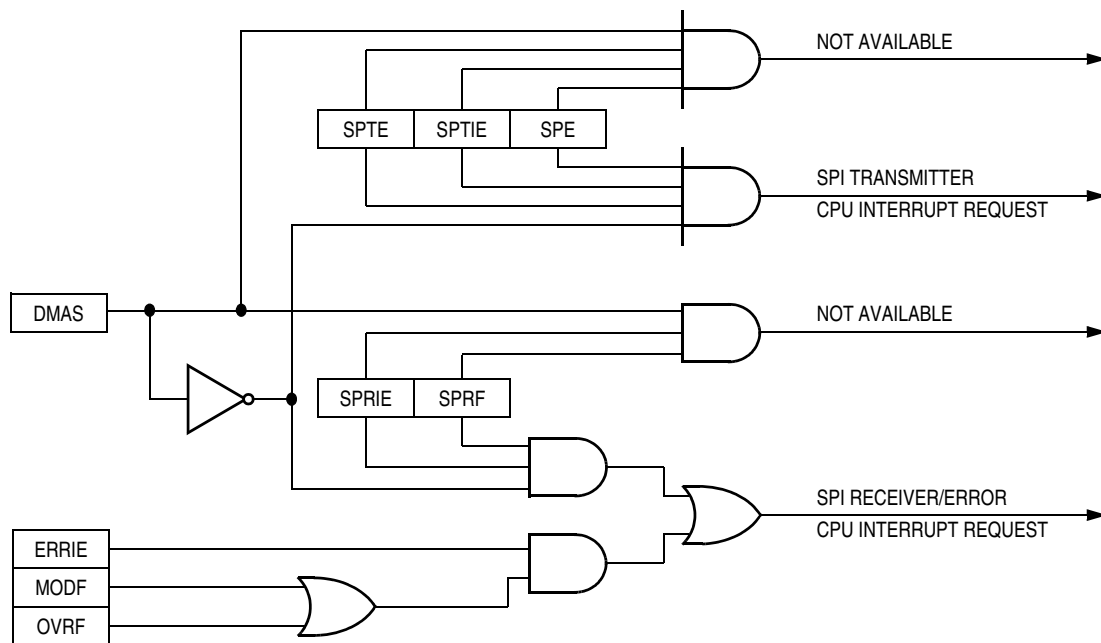 NOT AVAILABLE
SPTE SPTIE SPE
SPI TRANSMITTER
CPU INTERRUPT REQUEST
DMAS
NOT AVAILABLE
SPRIE SPRF
SPI RECEIVER/ERROR
CPU INTERRUPT REQUEST
ERRIE
MODF
OVRF